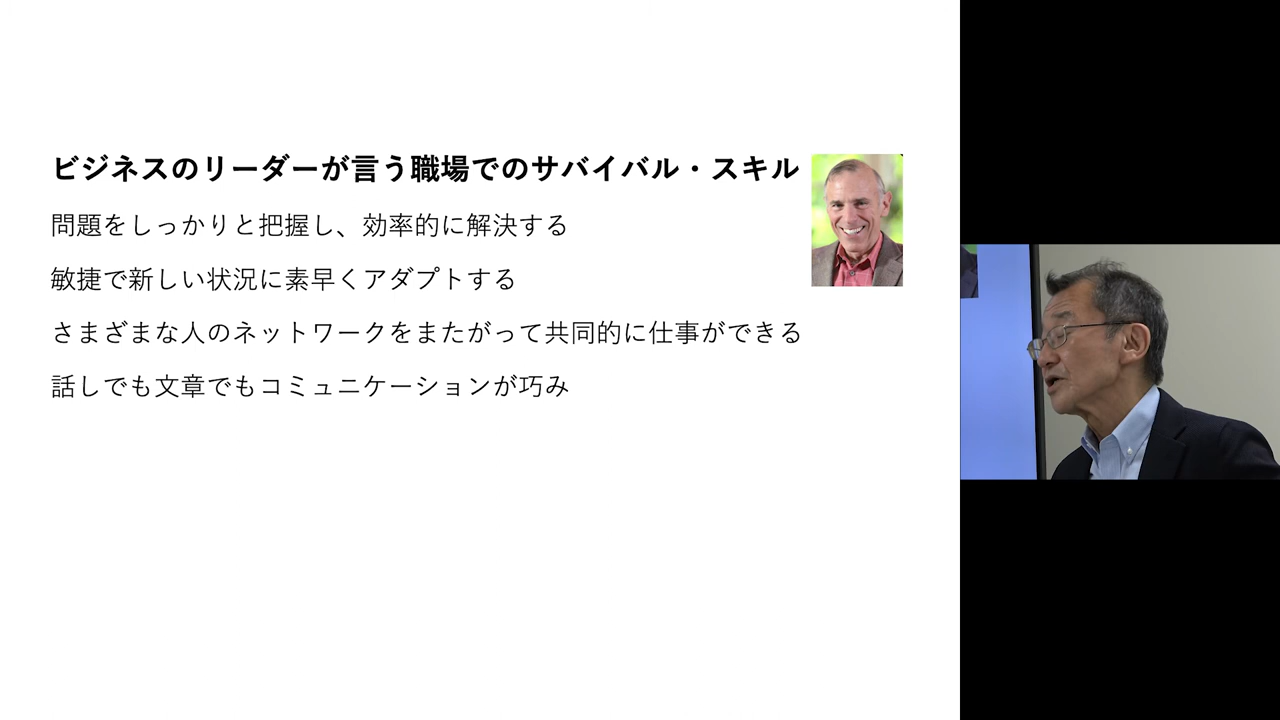 ビジネスのリーダーが言う職場でのサバイバル・スキル
問題をしっかりと把握し、効率的に解決する
敏捷で新しい状況に素早くアダプトする
さまざまな人のネットワークをまたがって共同的に仕事ができる
話しでも文章でもコミュニケーションが巧み